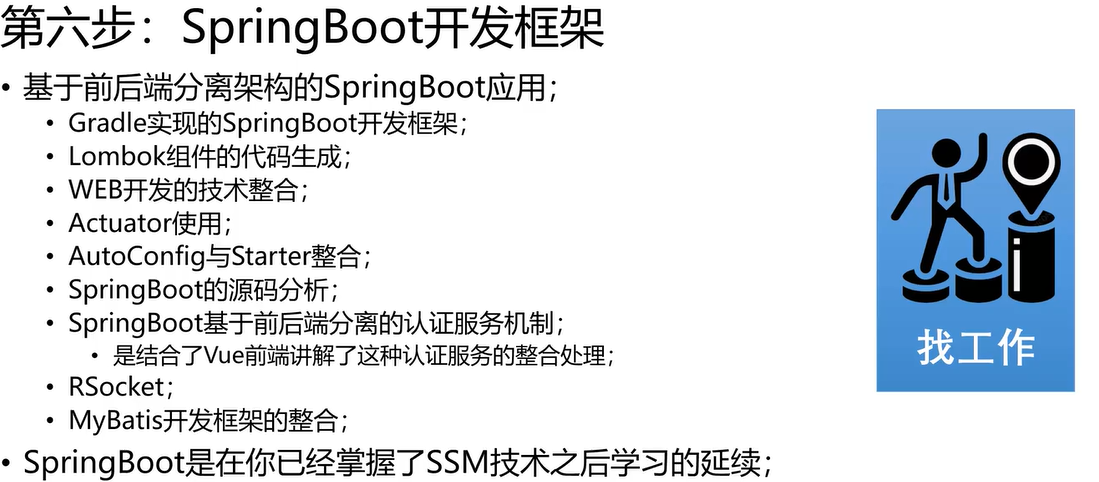 第六步：SpringBoot开发框架
• 基于前后端分离架构的SpringBoot应用；
• Gradle实现的SpringBoot开发框架；
• Lombok组件的代码生成；
• WEB开发的技术整合；
• Actuator使用；
• AutoConfig与Starter整合；
• SpringBoot的源码分析；
• SpringBoot基于前后端分离的认证服务机制；
• 是结合了Vue前端讲解了这种认证服务的整合处理；
• RSocket；
• MyBatis开发框架的整合；
• SpringBoot是在你已经掌握了SSM技术之后学习的延续；
找工作